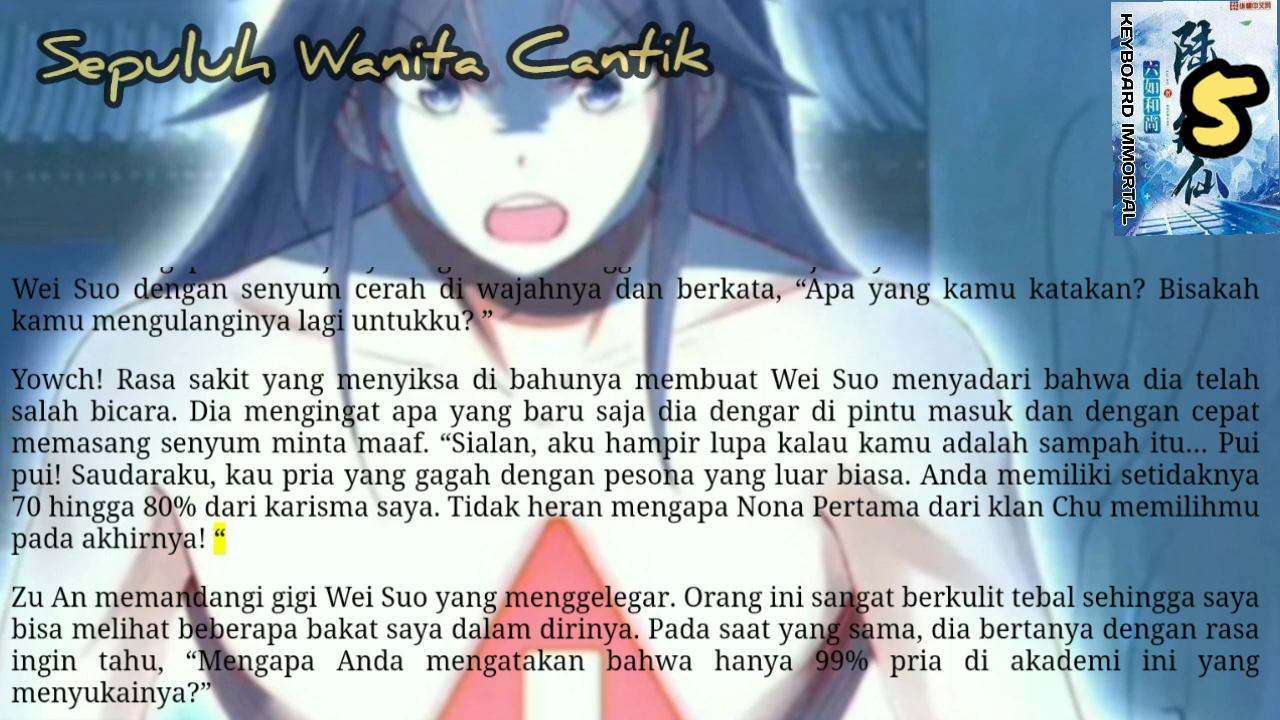 Sepuluh Wanita Cantik
KEYBOARD IMMORTAL
六如和尚
S
Wei Suo dengan senyum cerah di wajahnya dan berkata, “Apa yang kamu katakan? Bisakah
kamu mengulanginya lagi untukku? ”
Yowch! Rasa sakit yang menyiksa di bahunya membuat Wei Suo menyadari bahwa dia telah
salah bicara. Dia mengingat apa yang baru saja dia dengar di pintu masuk dan dengan cepat
memasang senyum minta maaf. “Sialan, aku hampir lupa kalau kamu adalah sampah itu... Pui
pui! Saudaraku, kau pria yang gagah dengan pesona yang luar biasa. Anda memiliki setidaknya
70 hingga 80% dari karisma saya. Tidak heran mengapa Nona Pertama dari klan Chu memilihmu
pada akhirnya! “
Zu An memandangi gigi Wei Suo yang menggelegar. Orang ini sangat berkulit tebal sehingga saya
bisa melihat beberapa bakat saya dalam dirinya. Pada saat yang sama, dia bertanya dengan rasa
ingin tahu, “Mengapa Anda mengatakan bahwa hanya 99% pria di akademi ini yang
menyukainya?”